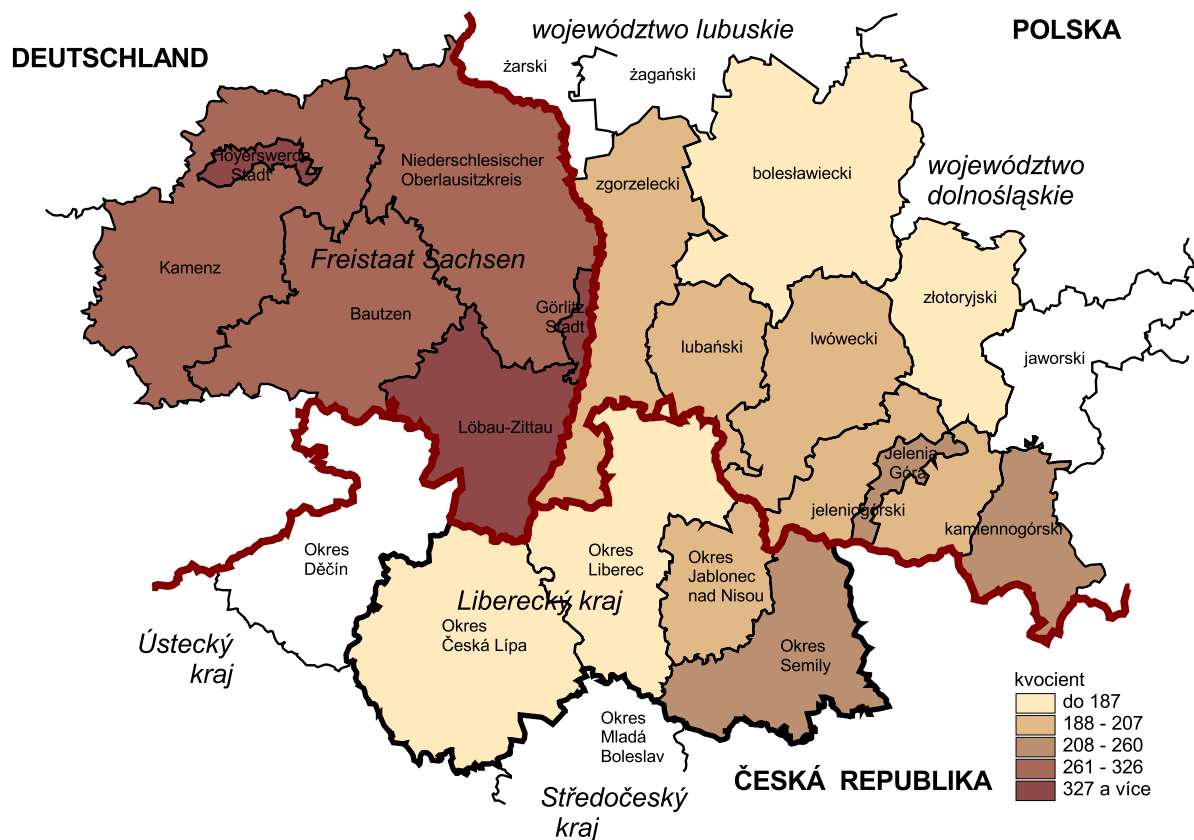 DEUTSCHLAND
województwo lubuskie
POLSKA
żarski
żagański
Hoyerswerda
Stadt
Niederschlesischer
Oberlausitzkreis
zgorzelecki
bolesławiecki
województwo
dolnośląskie
Kamenz
Freistaat Sachsen
Bautzen
Görlitz
Stadt
złotoryjski
lubański
lwówecki
jaworski
Löbau-Zittau
Jelenia
Góra
jeleniogórski
kamiennogórski
Okres
Děčín
Okres
Liberec
Okres
Jablonec
nad Nisou
Liberecký kraj
Okres
Česká Lípa
Ústecký
kraj
Okres
Semily
Okres
Mladá
Boleslav
ČESKÁ REPUBLIKA
Středočeský
kraj
kvocient
do 187
188 - 207
208 - 260
261 - 326
327 a více